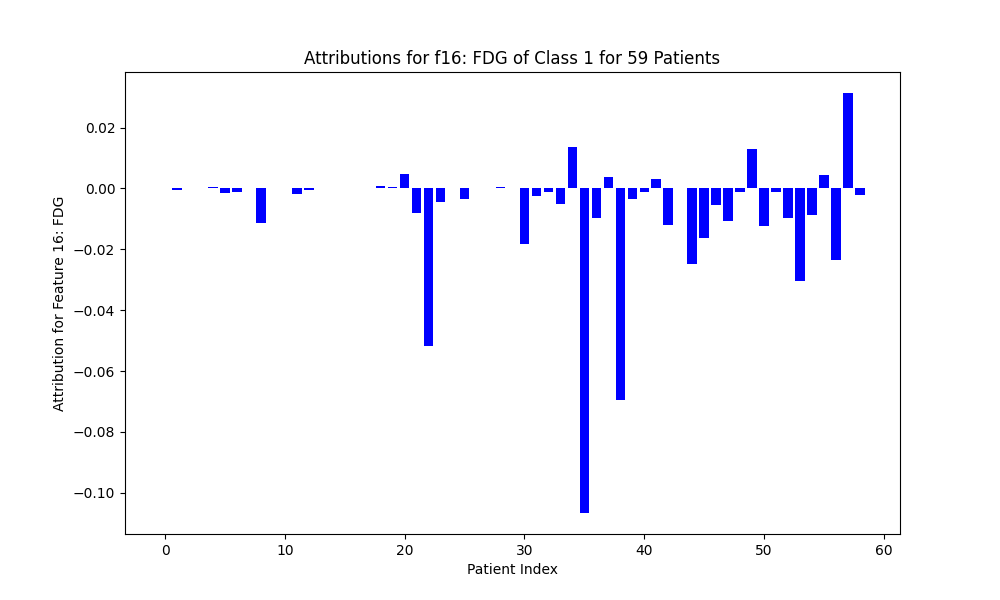 Attributions for f16: FDG of Class 1 for 59 Patients
Attribution for Feature 16: FDG
0.02
0.00
−0.02
−0.04
−0.06
−0.08
−0.10
0 10 20 30 40 50 60
Patient Index